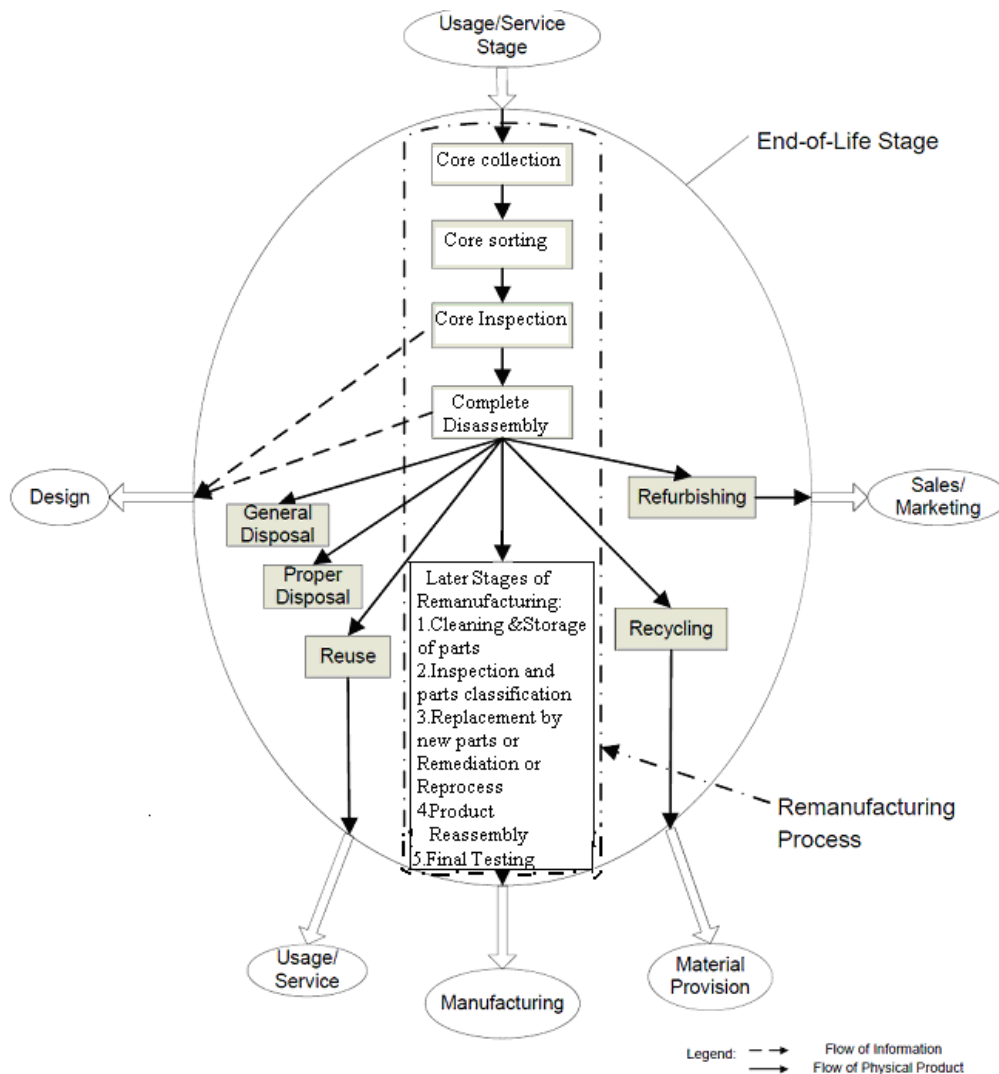 Usage/Service
Stage
End-of-Life Stage
Core collection
Core sorting
Core Inspection
Complete
Disassembly
Design
General
Disposal
Refurbishing
Sales/
Marketing
Proper
Disposal
Reuse
Later Stages of
Remanufacturing:
1.Cleaning &Storage
of parts
2.Inspection and
parts classification
3.Replacement by
new parts or
Remediation or
Reprocess
4.Product
Reassembly
5.Final Testing
Recycling
Remanufacturing
Process
Usage/
Service
Manufacturing
Material
Provision
Legend:
Flow of Information
Flow of Physical Product